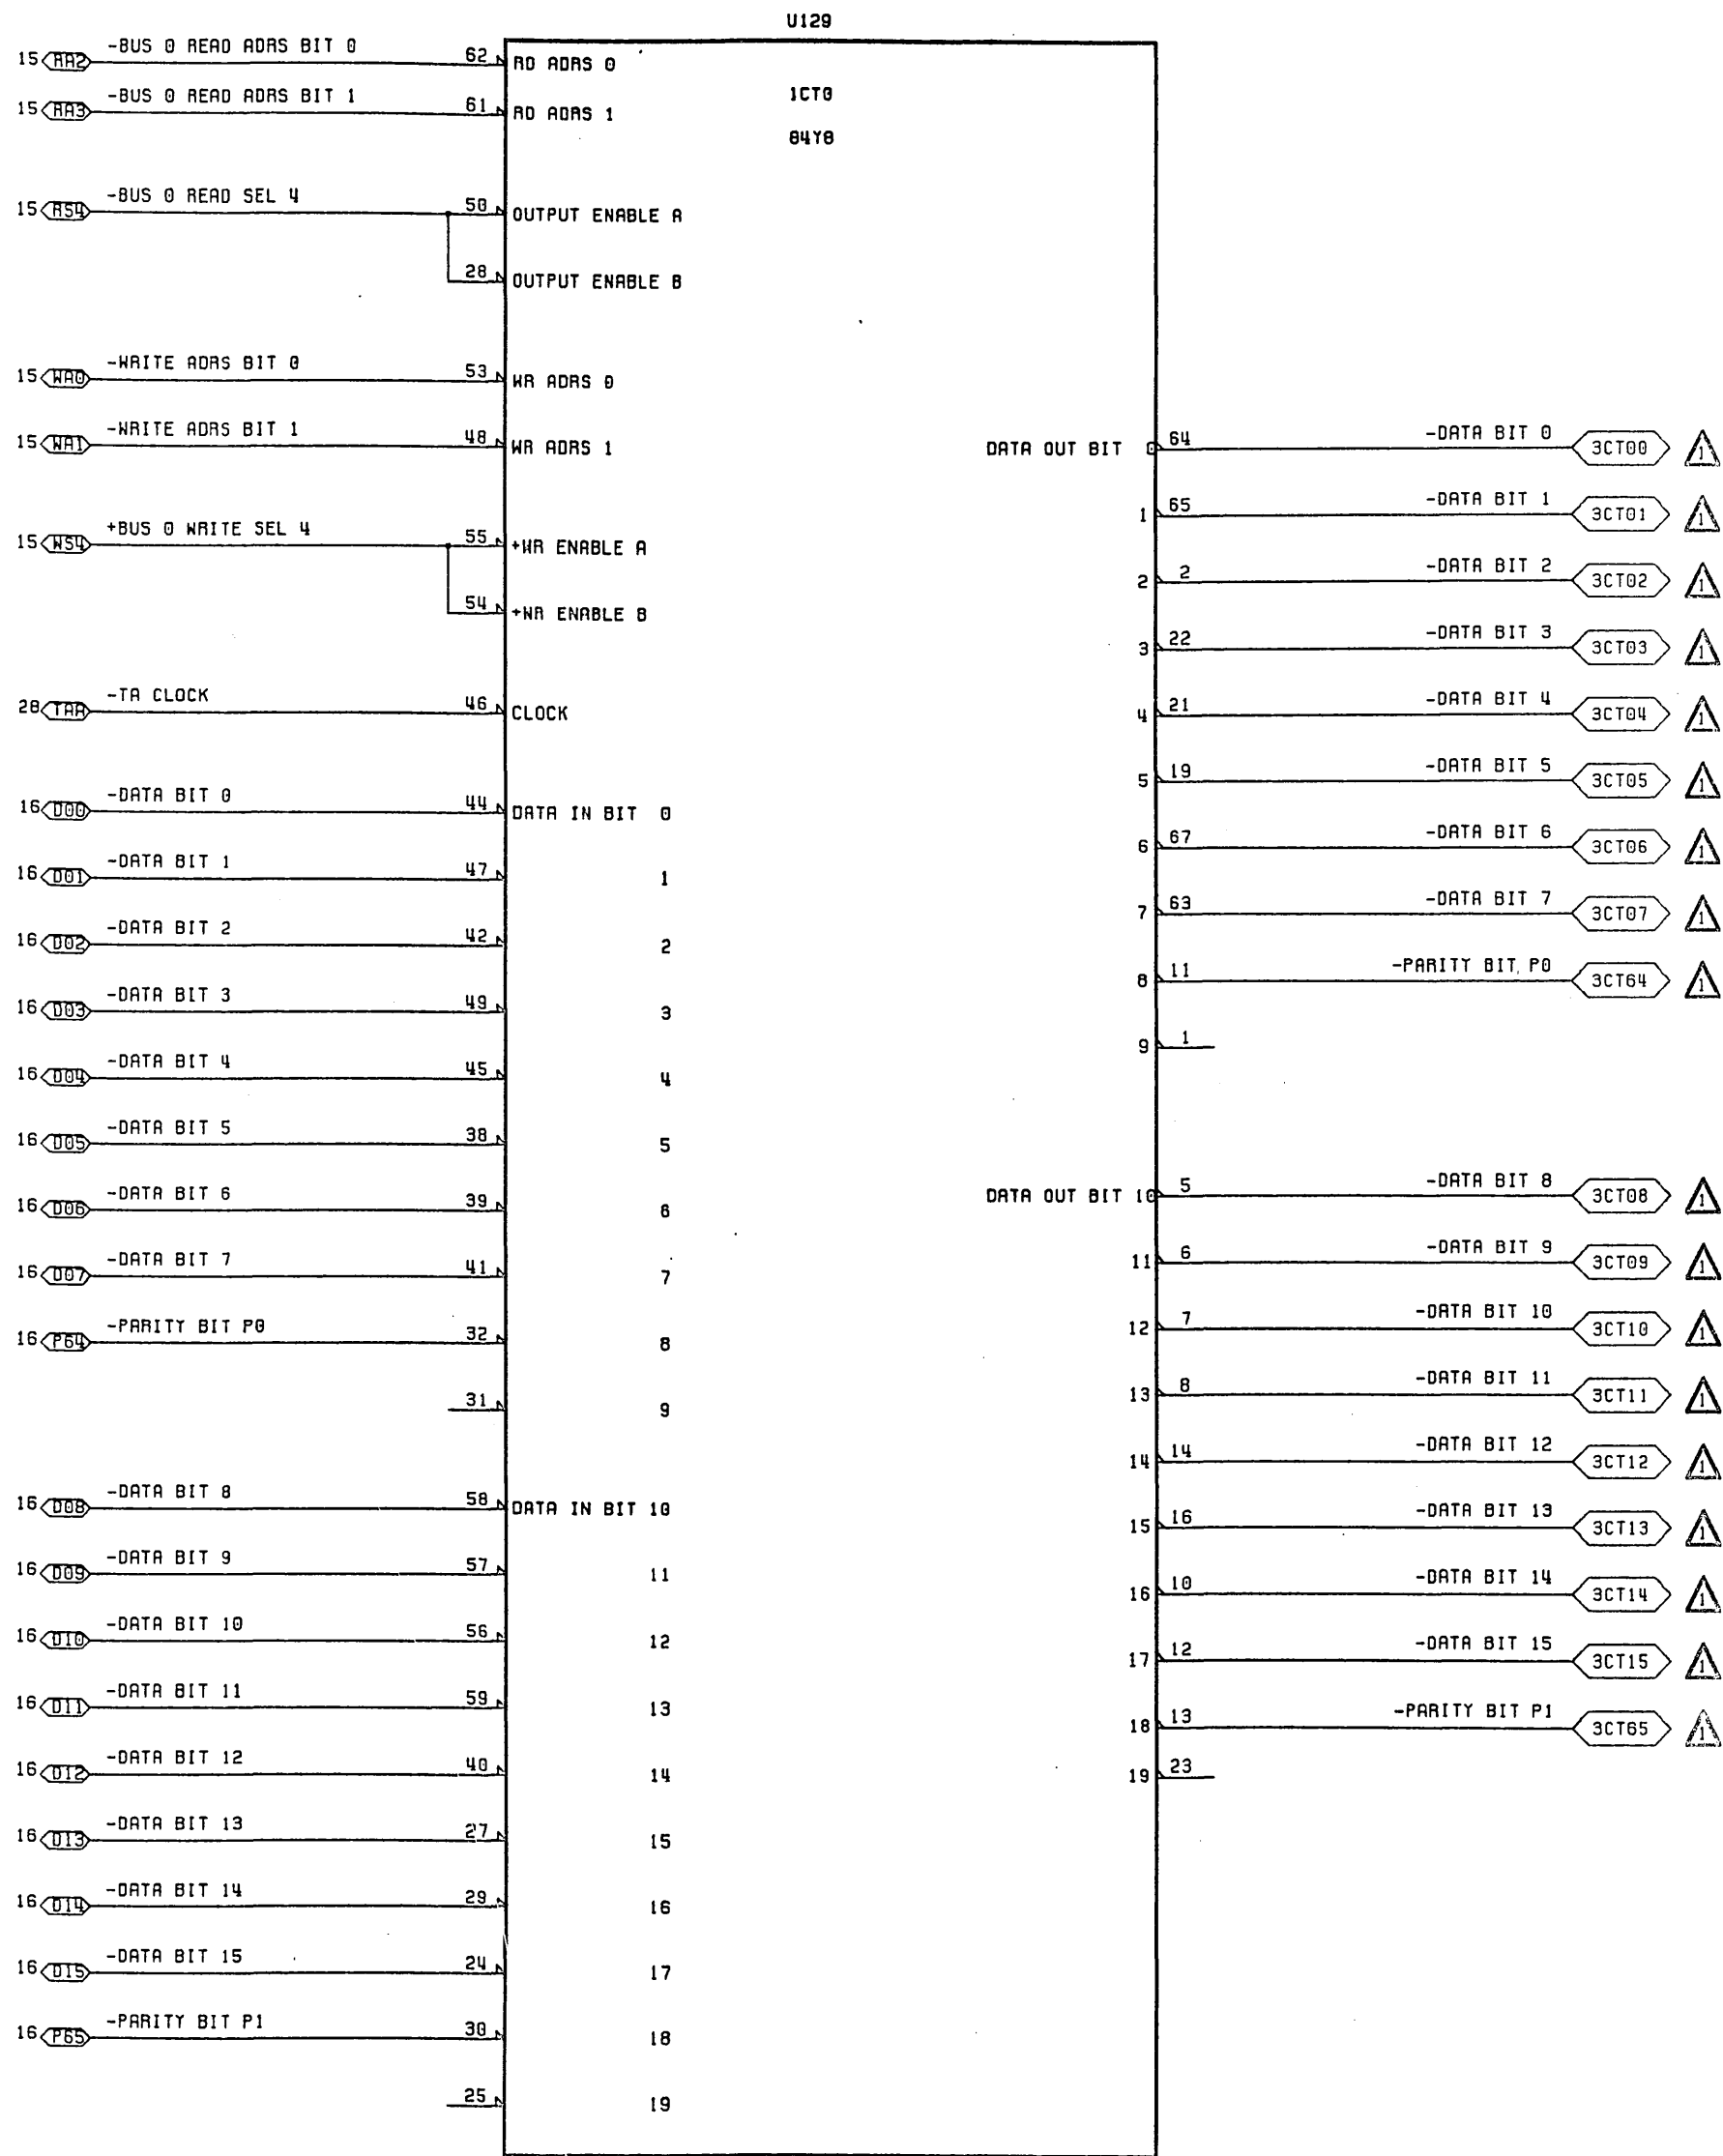 U129
1CT0
84Y8
15 RA2 -BUS 0 READ ADRS BIT 0 62 RD ADRS 0
15 RA3 -BUS 0 READ ADRS BIT 1 61 RD ADRS 1
15 RS4 -BUS 0 READ SEL 4 50 OUTPUT ENABLE A
28 OUTPUT ENABLE B
15 WA0 -WRITE ADRS BIT 0 53 WR ADRS 0
15 WA1 -WRITE ADRS BIT 1 48 WR ADRS 1
15 WS4 +BUS 0 WRITE SEL 4 55 +WR ENABLE A
54 +WR ENABLE B
28 TAA -TA CLOCK 46 CLOCK
16 D00 -DATA BIT 0 44 DATA IN BIT 0
16 D01 -DATA BIT 1 47 1
16 D02 -DATA BIT 2 42 2
16 D03 -DATA BIT 3 49 3
16 D04 -DATA BIT 4 45 4
16 D05 -DATA BIT 5 38 5
16 D06 -DATA BIT 6 39 6
16 D07 -DATA BIT 7 41 7
16 P64 -PARITY BIT P0 32 8
31 9
16 D08 -DATA BIT 8 58 DATA IN BIT 10
16 D09 -DATA BIT 9 57 11
16 D10 -DATA BIT 10 56 12
16 D11 -DATA BIT 11 59 13
16 D12 -DATA BIT 12 40 14
16 D13 -DATA BIT 13 27 15
16 D14 -DATA BIT 14 29 16
16 D15 -DATA BIT 15 24 17
16 P65 -PARITY BIT P1 30 18
25 19
DATA OUT BIT 0 64 -DATA BIT 0 3CT00 1
1 65 -DATA BIT 1 3CT01 1
2 2 -DATA BIT 2 3CT02 1
3 22 -DATA BIT 3 3CT03 1
4 21 -DATA BIT 4 3CT04 1
5 19 -DATA BIT 5 3CT05 1
6 67 -DATA BIT 6 3CT06 1
7 63 -DATA BIT 7 3CT07 1
8 11 -PARITY BIT P0 3CT64 1
9 1
DATA OUT BIT 10 5 -DATA BIT 8 3CT08 1
11 6 -DATA BIT 9 3CT09 1
12 7 -DATA BIT 10 3CT10 1
13 8 -DATA BIT 11 3CT11 1
14 14 -DATA BIT 12 3CT12 1
15 16 -DATA BIT 13 3CT13 1
16 10 -DATA BIT 14 3CT14 1
17 12 -DATA BIT 15 3CT15 1
18 13 -PARITY BIT P1 3CT65 1
19 23